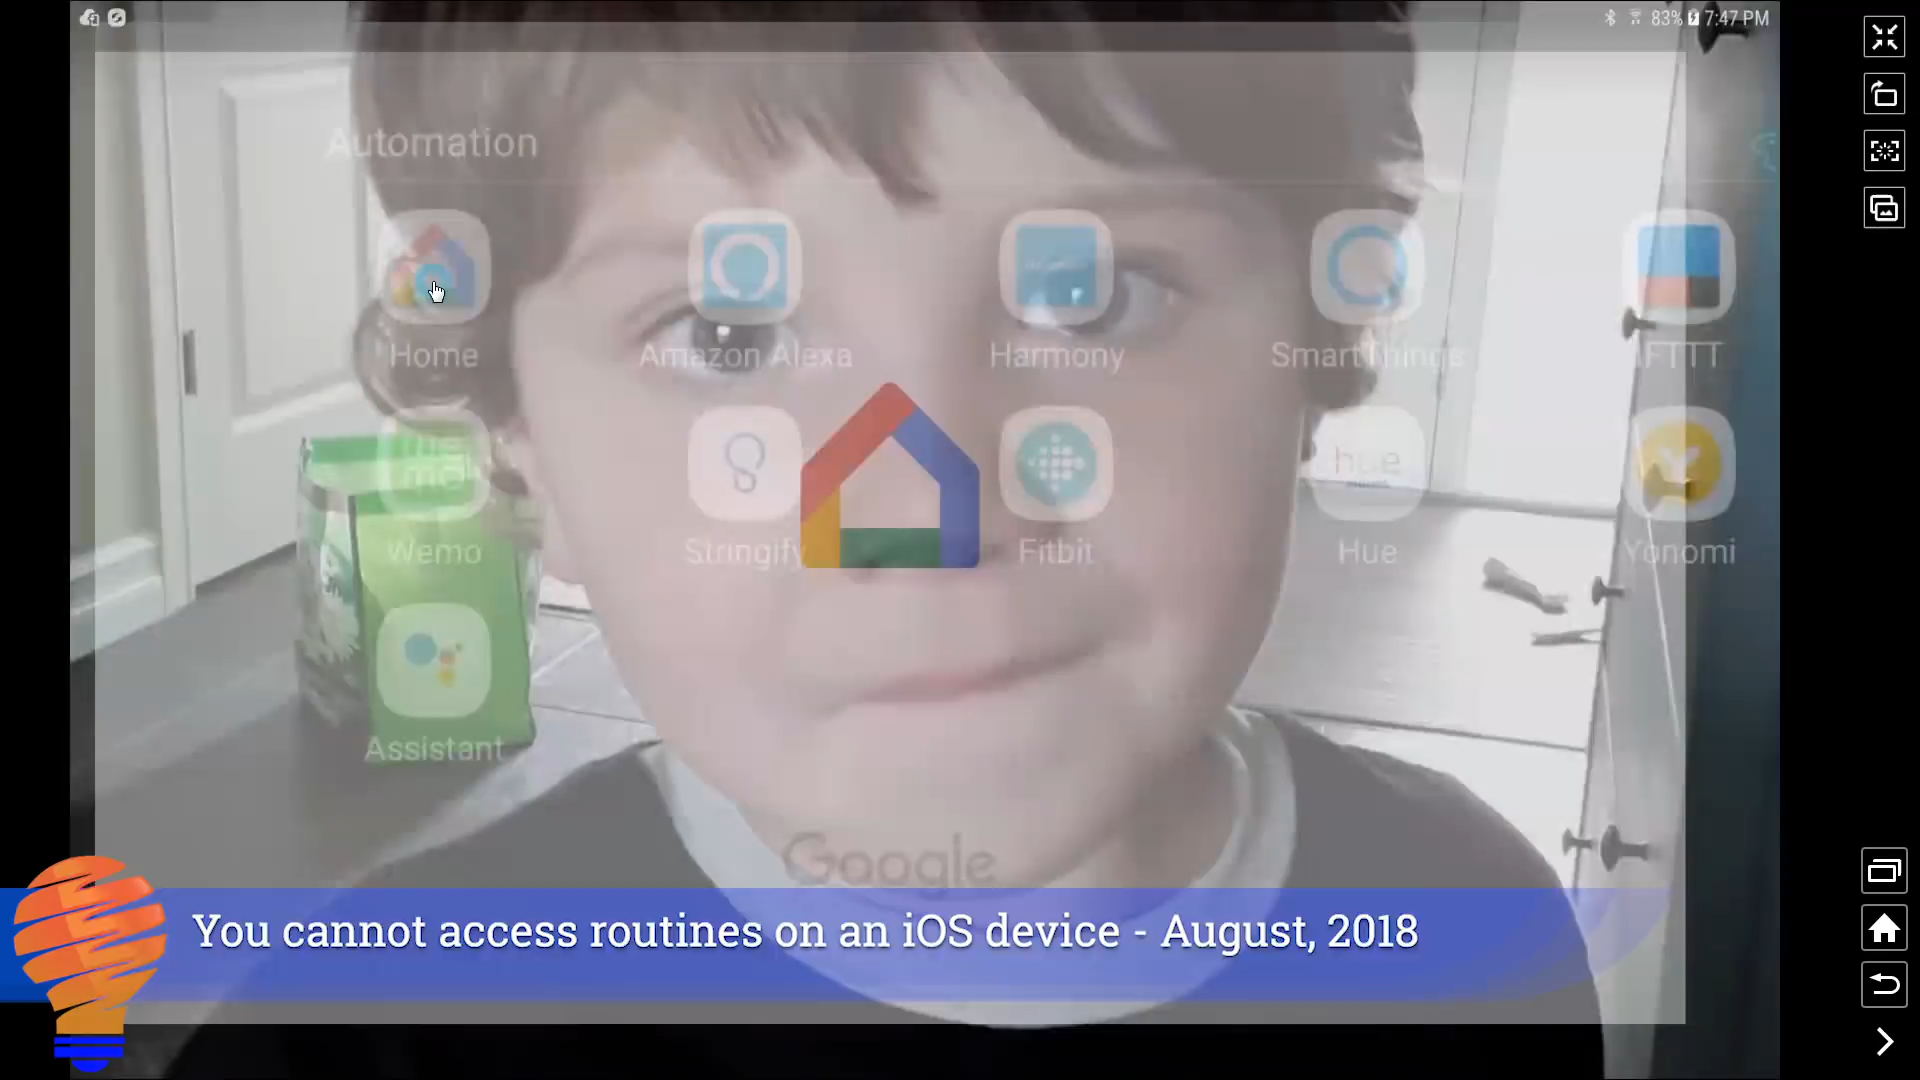 83% 7:47 PM
Automation
Home Amazon Alexa Harmony SmartThings IFTTT
hue
Wemo Stringify Fitbit Hue Yonomi
Assistant
Google
You cannot access routines on an iOS device - August, 2018